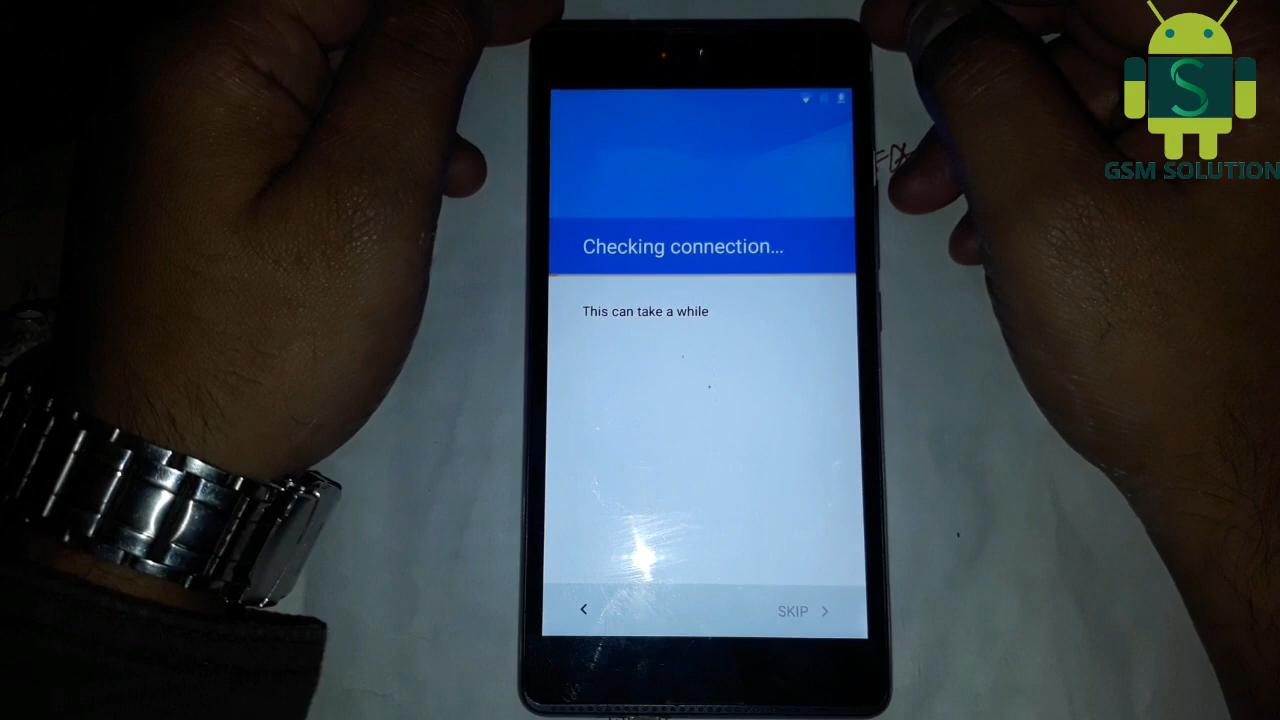 Checking connection...
This can take a while
SKIP
S
GSM SOLUTION